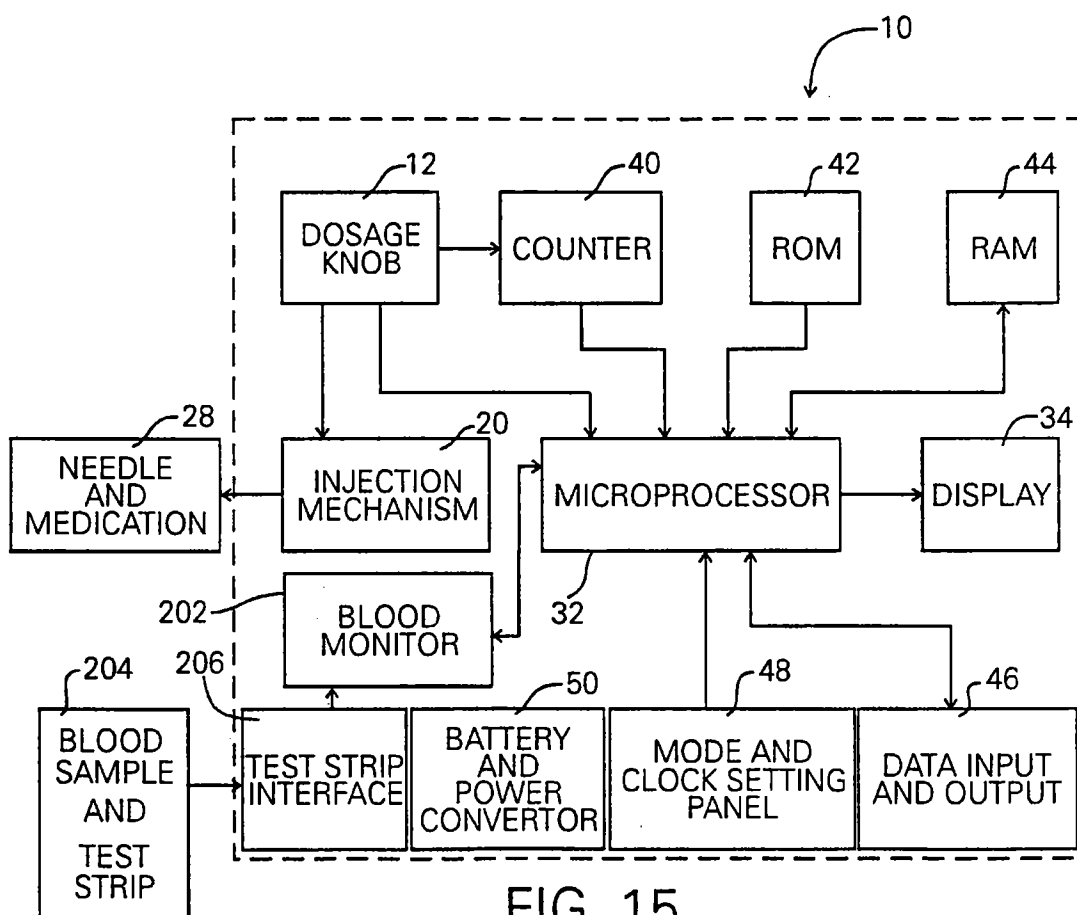 10
12
40
42
44
DOSAGE
KNOB
COUNTER
ROM
RAM
28
20
34
NEEDLE
AND
MEDICATION
INJECTION
MECHANISM
MICROPROCESSOR
DISPLAY
32
202
BLOOD
MONITOR
204
206
50
48
46
BLOOD
SAMPLE
AND
TEST
STRIP
TEST STRIP
INTERFACE
BATTERY
AND
POWER
CONVERTOR
MODE AND
CLOCK SETTING
PANEL
DATA INPUT
AND OUTPUT
FIG. 15